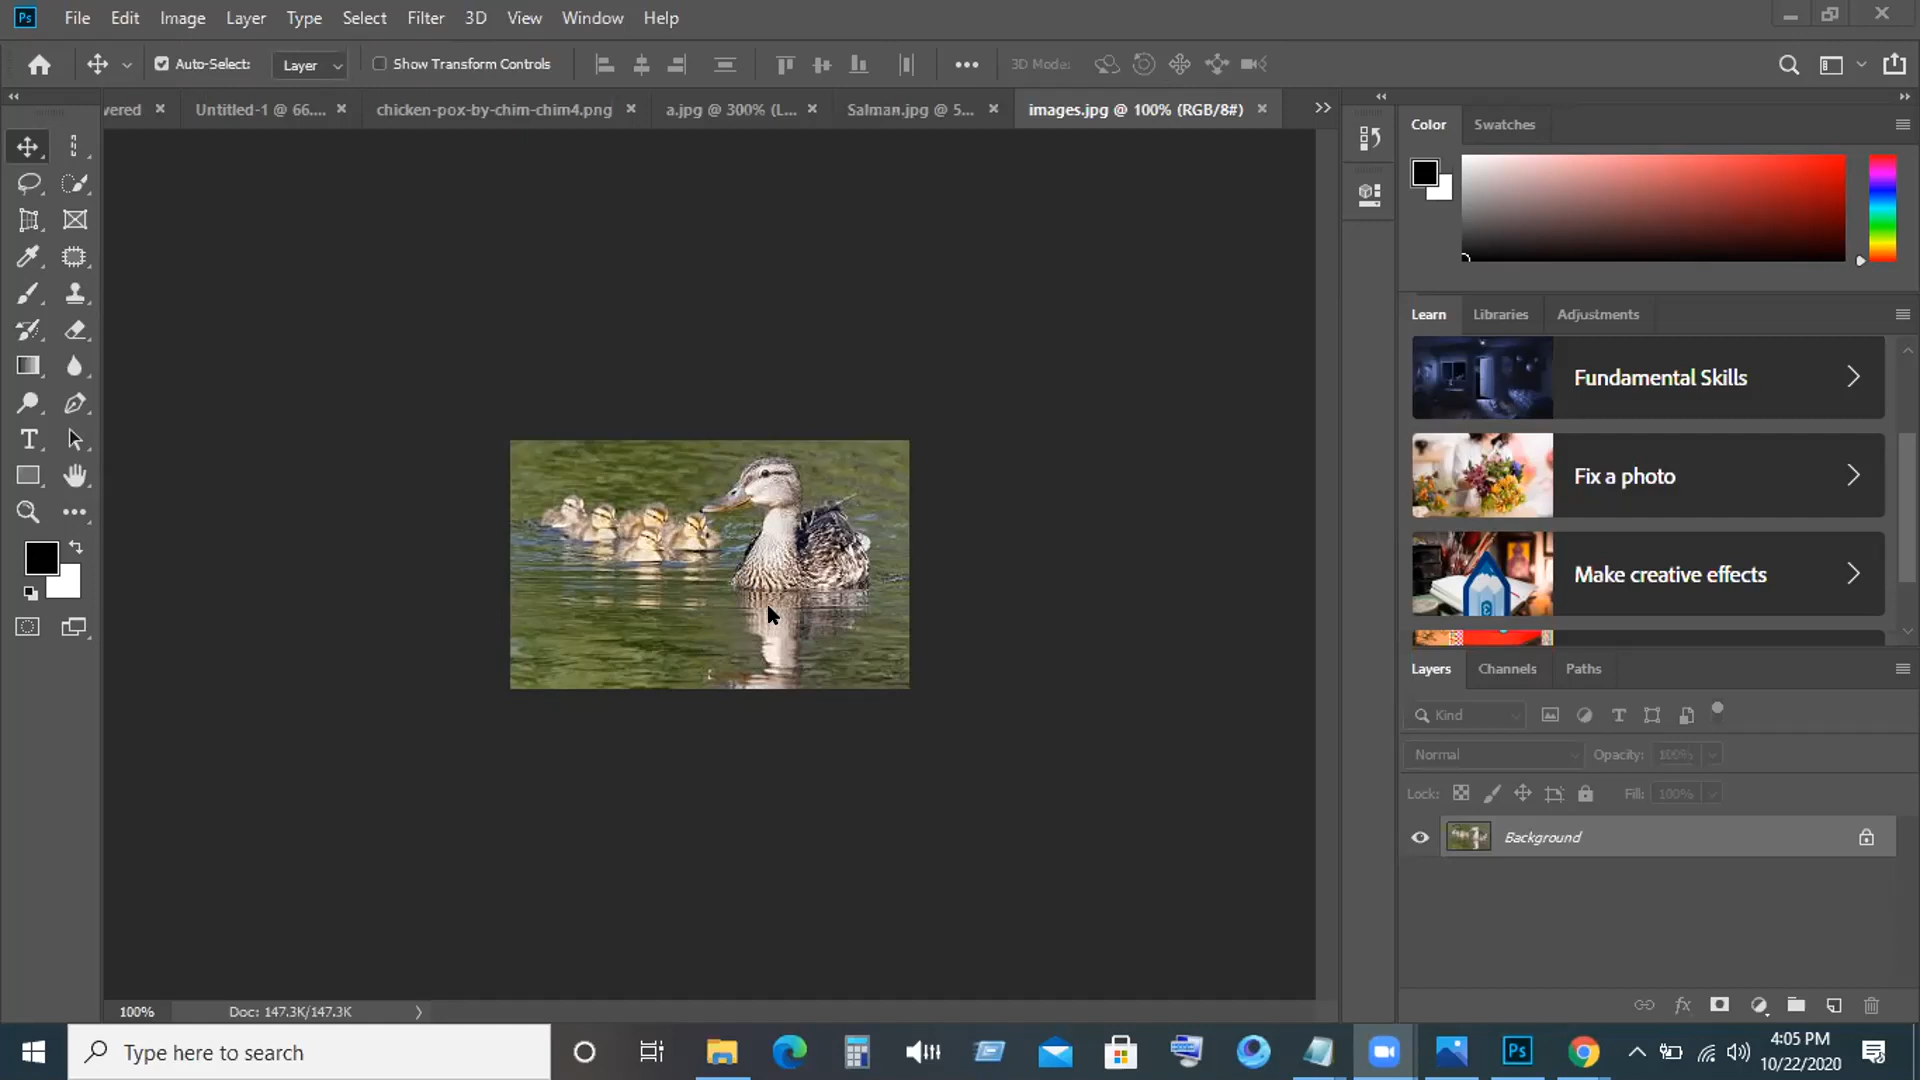 Ps File Edit Image Layer Type Select Filter 3D View Window Help
Auto-Select: Layer Show Transform Controls 3D Mode:
vered Untitled-1 @ 66.... chicken-pox-by-chim-chim4.png a.jpg @ 300% (L... Salman.jpg @ 5... images.jpg @ 100% (RGB/8#)
Color Swatches
Learn Libraries Adjustments
Fundamental Skills
Fix a photo
Make creative effects
Layers Channels Paths
Kind
Normal Opacity: 100%
Lock: Fill: 100%
Background
100% Doc: 147.3K/147.3K
Type here to search
Ps
4:05 PM
10/22/2020